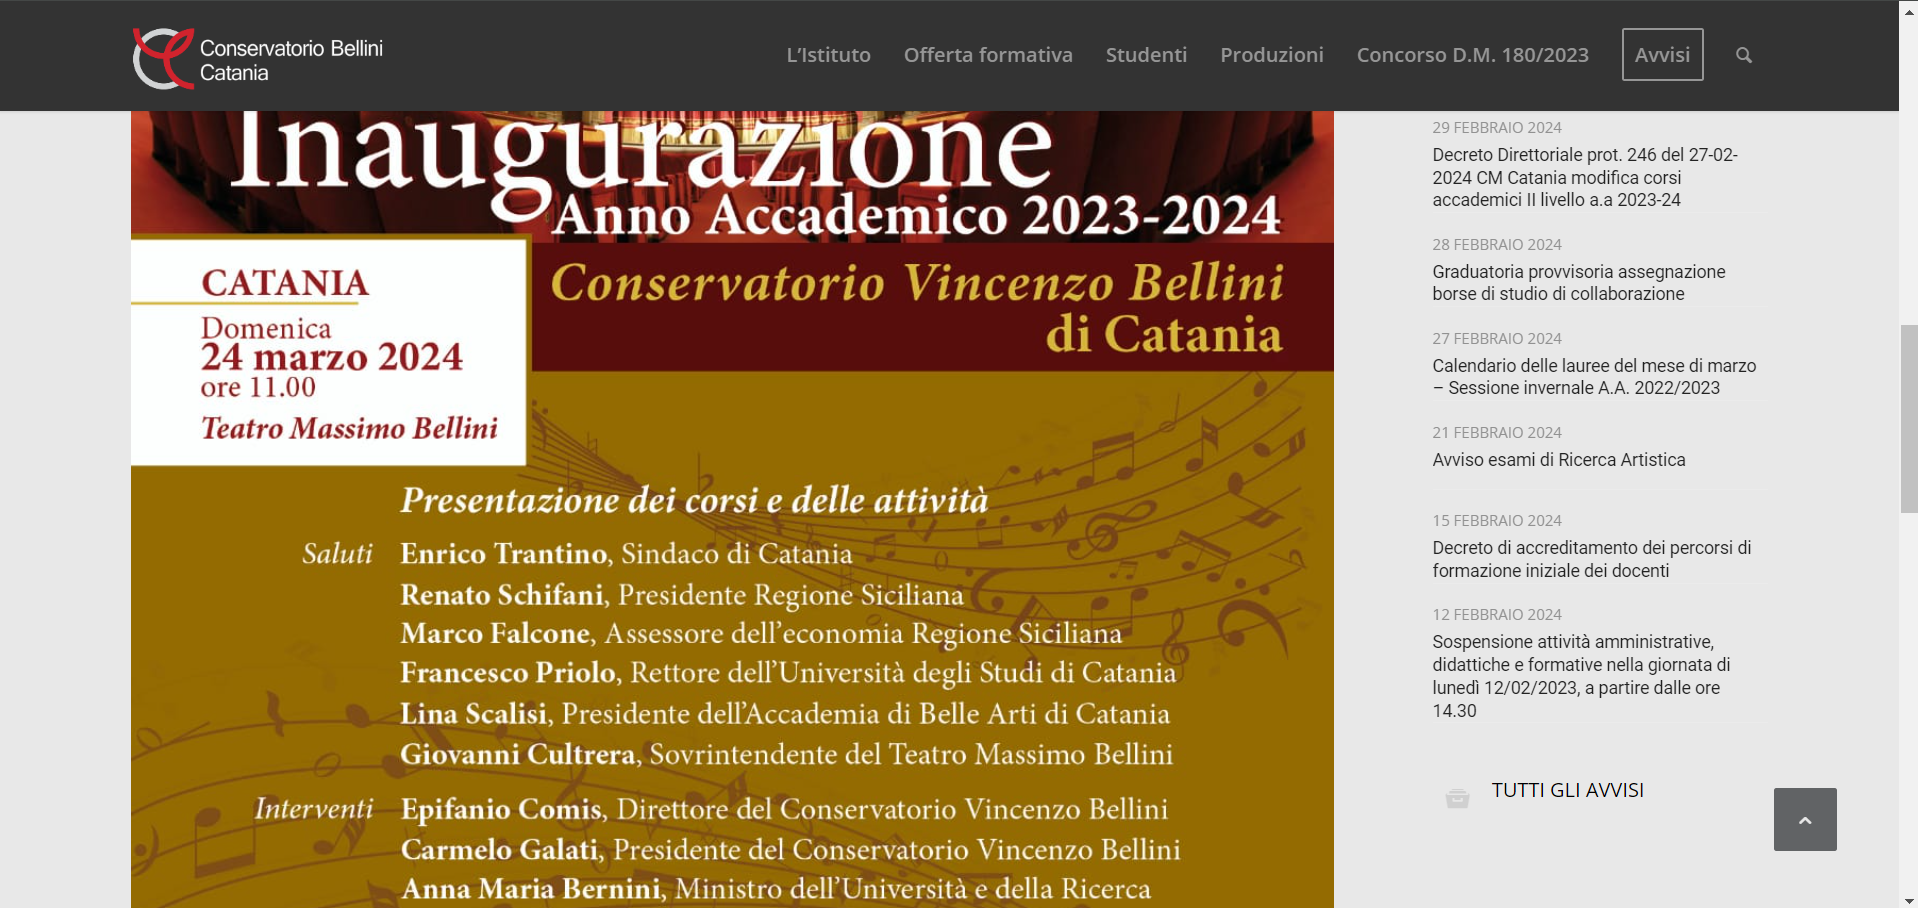 Conservatorio Bellini
Catania
L’Istituto
Offerta formativa
Studenti
Produzioni
Concorso D.M. 180/2023
Avvisi
Inaugurazione
Anno Accademico 2023-2024
Conservatorio Vincenzo Bellini
di Catania
CATANIA
Domenica
24 marzo 2024
ore 11.00
Teatro Massimo Bellini
Presentazione dei corsi e delle attività
Saluti Enrico Trantino, Sindaco di Catania
Renato Schifani, Presidente Regione Siciliana
Marco Falcone, Assessore dell’economia Regione Siciliana
Francesco Priolo, Rettore dell’Università degli Studi di Catania
Lina Scalisi, Presidente dell’Accademia di Belle Arti di Catania
Giovanni Cultrera, Sovrintendente del Teatro Massimo Bellini
Interventi Epifanio Comis, Direttore del Conservatorio Vincenzo Bellini
Carmelo Galati, Presidente del Conservatorio Vincenzo Bellini
Anna Maria Bernini, Ministro dell’Università e della Ricerca
29 FEBBRAIO 2024
Decreto Direttoriale prot. 246 del 27-02-
2024 CM Catania modifica corsi
accademici II livello a.a 2023-24
28 FEBBRAIO 2024
Graduatoria provvisoria assegnazione
borse di studio di collaborazione
27 FEBBRAIO 2024
Calendario delle lauree del mese di marzo
– Sessione invernale A.A. 2022/2023
21 FEBBRAIO 2024
Avviso esami di Ricerca Artistica
15 FEBBRAIO 2024
Decreto di accreditamento dei percorsi di
formazione iniziale dei docenti
12 FEBBRAIO 2024
Sospensione attività amministrative,
didattiche e formative nella giornata di
lunedì 12/02/2023, a partire dalle ore
14.30
TUTTI GLI AVVISI